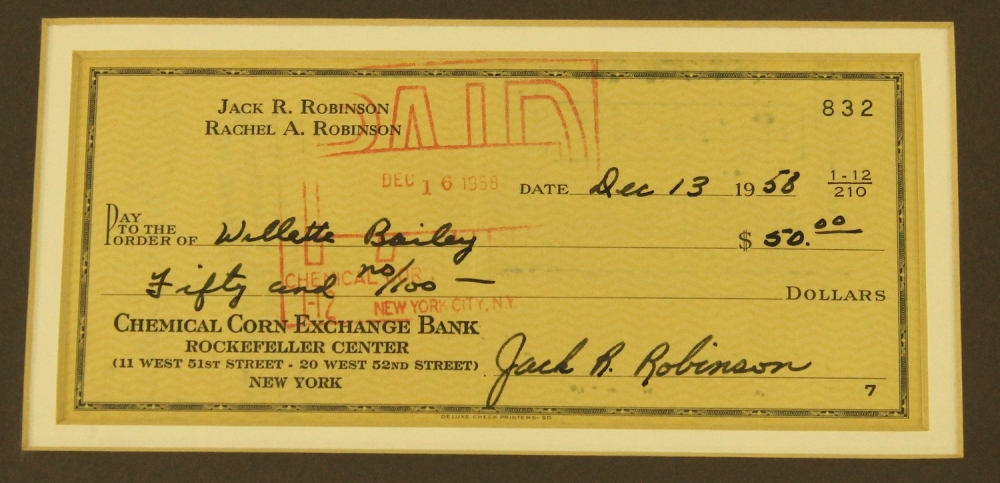 JACK R. ROBINSON
RACHEL A. ROBINSON
832
PAID
DEC 16 1958
DATE Dec 13 1958
1-12
210
PAY TO THE ORDER OF Willette Bailey $ 50.00
Fifty and no/100 — DOLLARS
CHEMICAL COR
1-12 NEW YORK CITY, N.Y.
CHEMICAL CORN EXCHANGE BANK
ROCKEFELLER CENTER
(11 WEST 51ST STREET - 20 WEST 52ND STREET)
NEW YORK
Jack R. Robinson
7
DELUXE CHECK PRINTERS-